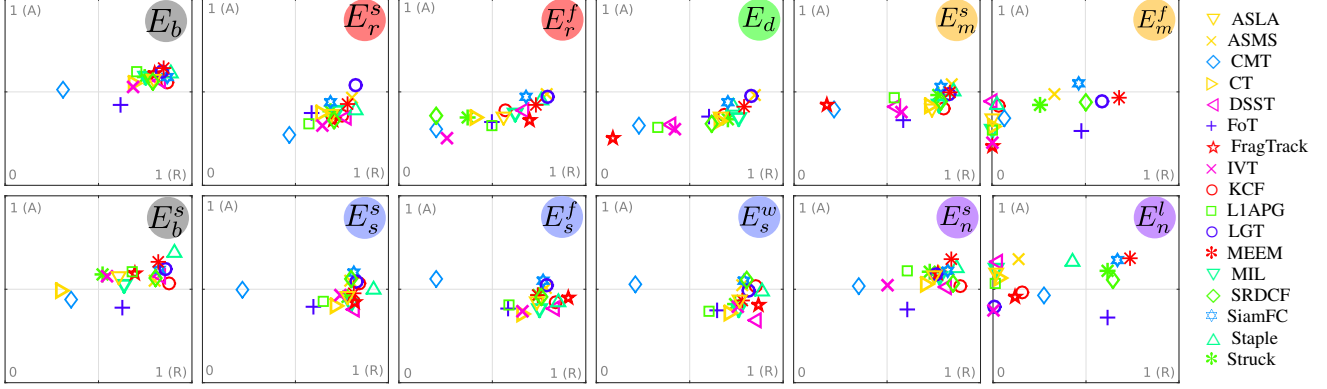 1 (A) E_b 0 1 (R)
1 (A) E_r^s 0 1 (R)
1 (A) E_r^f 0 1 (R)
1 (A) E_d 0 1 (R)
1 (A) E_m^s 0 1 (R)
1 (A) E_m^f 0 1 (R)
1 (A) E_b^s 0 1 (R)
1 (A) E_s^s 0 1 (R)
1 (A) E_s^f 0 1 (R)
1 (A) E_s^w 0 1 (R)
1 (A) E_n^s 0 1 (R)
1 (A) E_n^l 0 1 (R)
ASLA
ASMS
CMT
CT
DSST
FoT
FragTrack
IVT
KCF
L1APG
LGT
MEEM
MIL
SRDCF
SiamFC
Staple
Struck